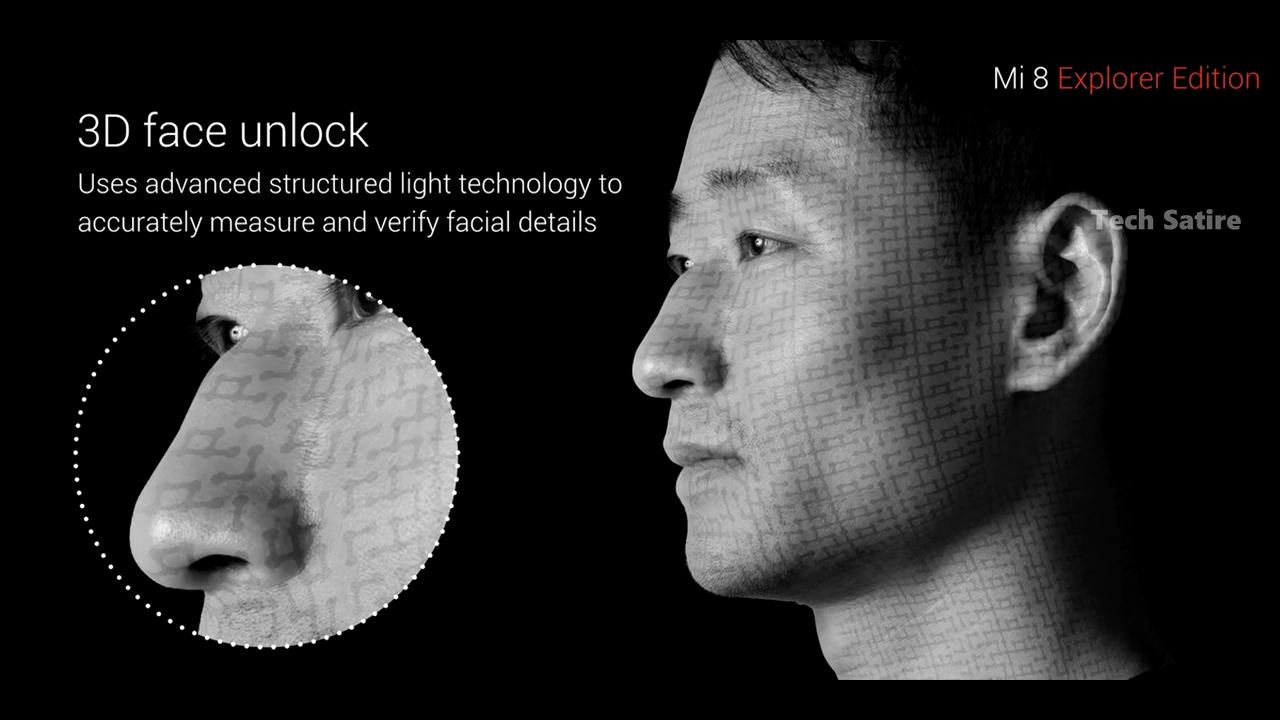 Mi 8 Explorer Edition
3D face unlock
Uses advanced structured light technology to
accurately measure and verify facial details
Tech Satire